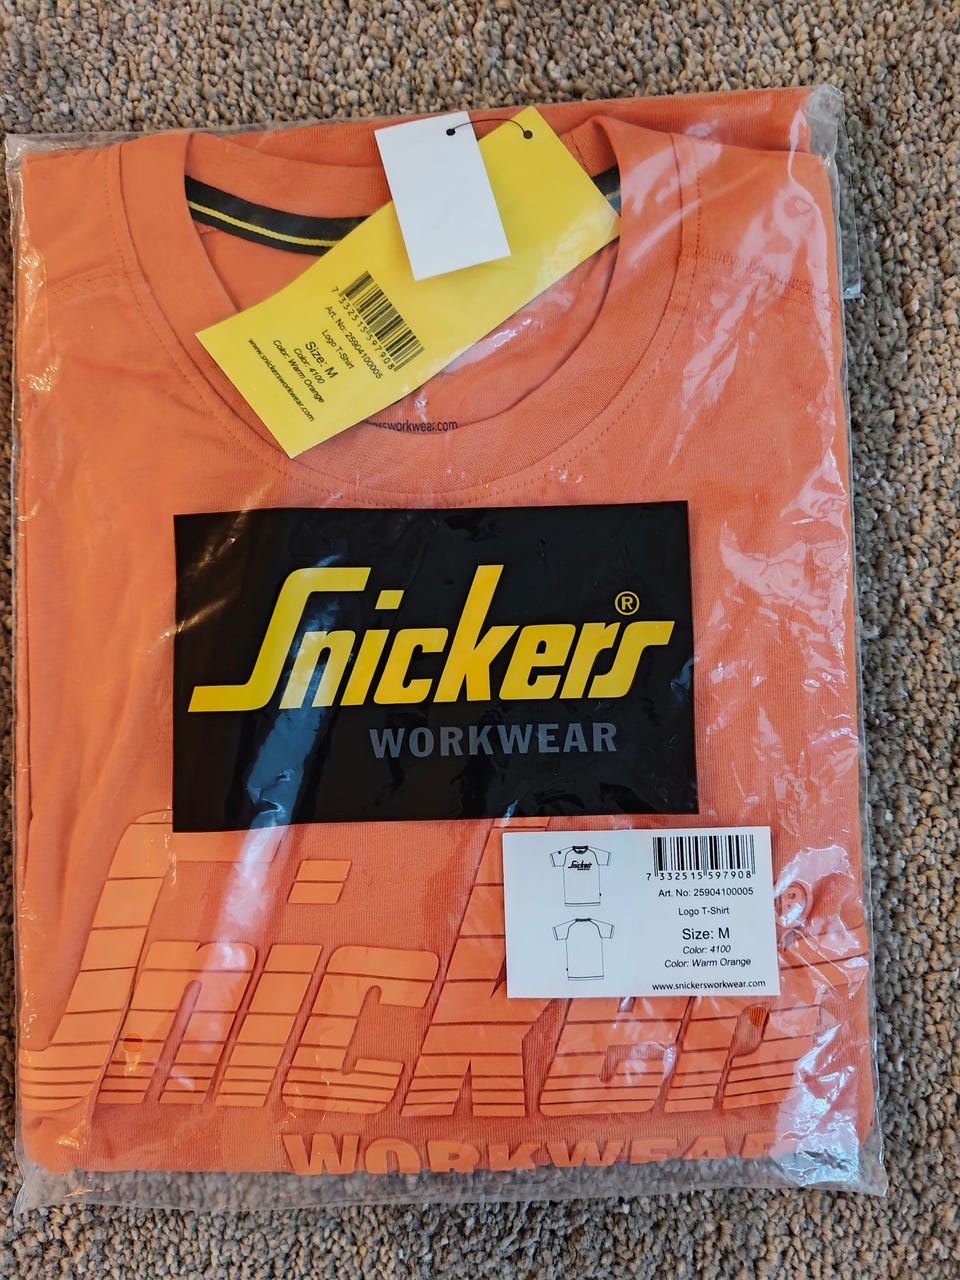 7 332515 597908
Art. No: 25904100005
Logo T-Shirt
Size: M
Color: 4100
Color: Warm Orange
www.snickersworkwear.com
ersworkwear.com
Snickers®
WORKWEAR
Snickers
7 332515 597908
Art. No: 25904100005
Logo T-Shirt
Size: M
Color: 4100
Color: Warm Orange
www.snickersworkwear.com
Snickers
WORKWEAR